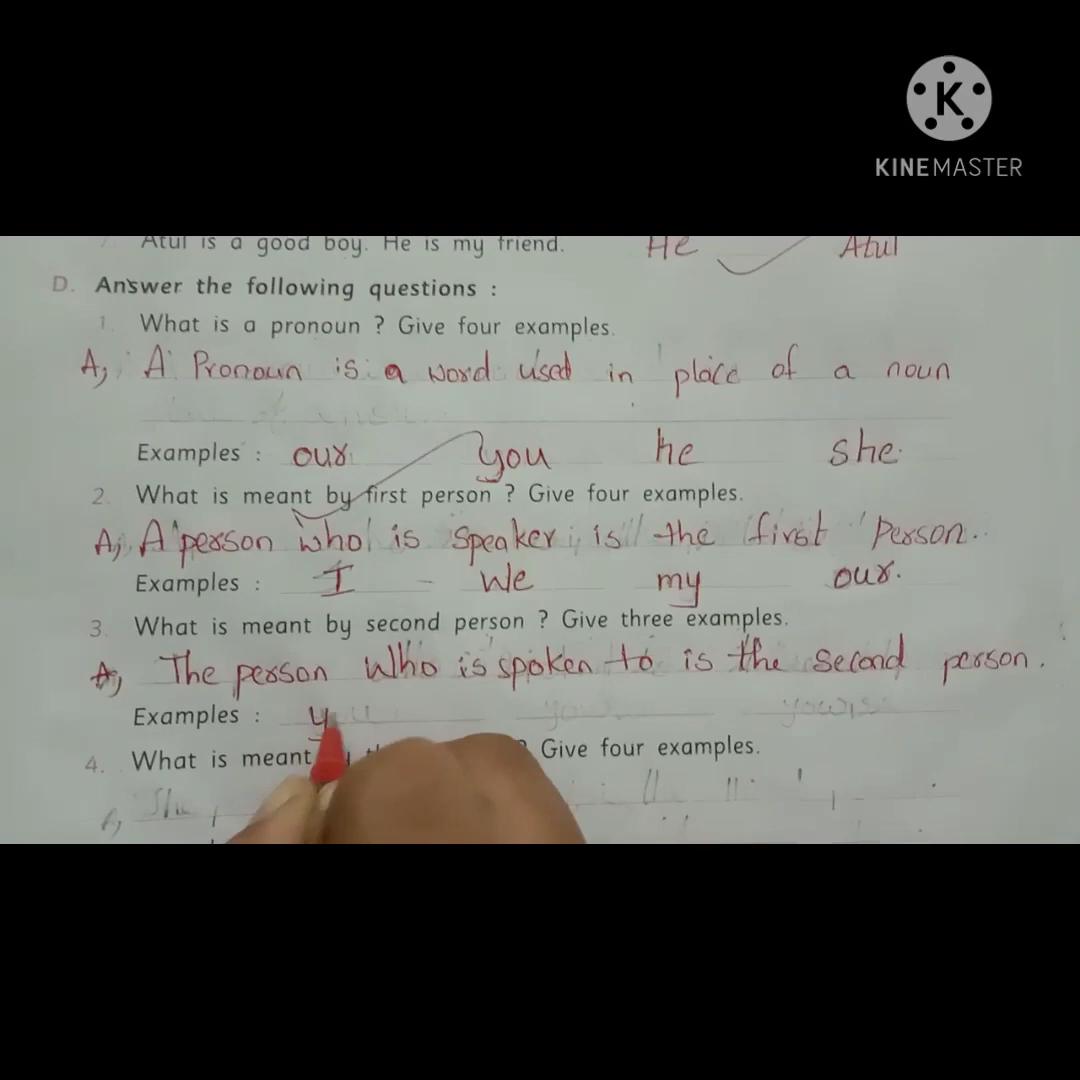 KINEMASTER
7. Atul is a good boy. He is my friend. He Atul
D. Answer the following questions :
1. What is a pronoun ? Give four examples.
A, A Pronoun is a word used in place of a noun
Examples : our you he she.
2. What is meant by first person ? Give four examples.
A, A person who is speaker is the first Person.
Examples : I We my our.
3. What is meant by second person ? Give three examples.
A, The person Who is spoken to is the second person.
Examples : y your yours
4. What is meant ? Give four examples.